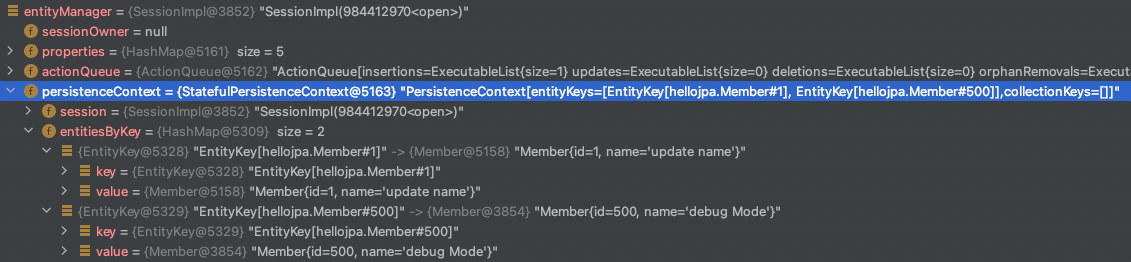 entityManager = {SessionImpl@3852} "SessionImpl(984412970<open>)"
f sessionOwner = null
f properties = {HashMap@5161} size = 5
f actionQueue = {ActionQueue@5162} "ActionQueue[insertions=ExecutableList{size=1} updates=ExecutableList{size=0} deletions=ExecutableList{size=0} orphanRemovals=Execut
f persistenceContext = {StatefulPersistenceContext@5163} "PersistenceContext[entityKeys=[EntityKey[hellojpa.Member#1], EntityKey[hellojpa.Member#500]],collectionKeys=[]]"
f session = {SessionImpl@3852} "SessionImpl(984412970<open>)"
f entitiesByKey = {HashMap@5309} size = 2
{EntityKey@5328} "EntityKey[hellojpa.Member#1]" -> {Member@5158} "Member{id=1, name='update name'}"
key = {EntityKey@5328} "EntityKey[hellojpa.Member#1]"
value = {Member@5158} "Member{id=1, name='update name'}"
{EntityKey@5329} "EntityKey[hellojpa.Member#500]" -> {Member@3854} "Member{id=500, name='debug Mode'}"
key = {EntityKey@5329} "EntityKey[hellojpa.Member#500]"
value = {Member@3854} "Member{id=500, name='debug Mode'}"